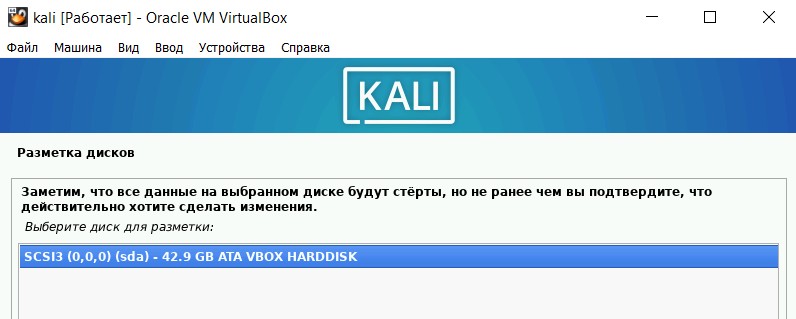 kali [Работает] - Oracle VM VirtualBox
Файл Машина Вид Ввод Устройства Справка
KALI
Разметка дисков
Заметим, что все данные на выбранном диске будут стёрты, но не ранее чем вы подтвердите, что
действительно хотите сделать изменения.
Выберите диск для разметки:
SCSI3 (0,0,0) (sda) - 42.9 GB ATA VBOX HARDDISK